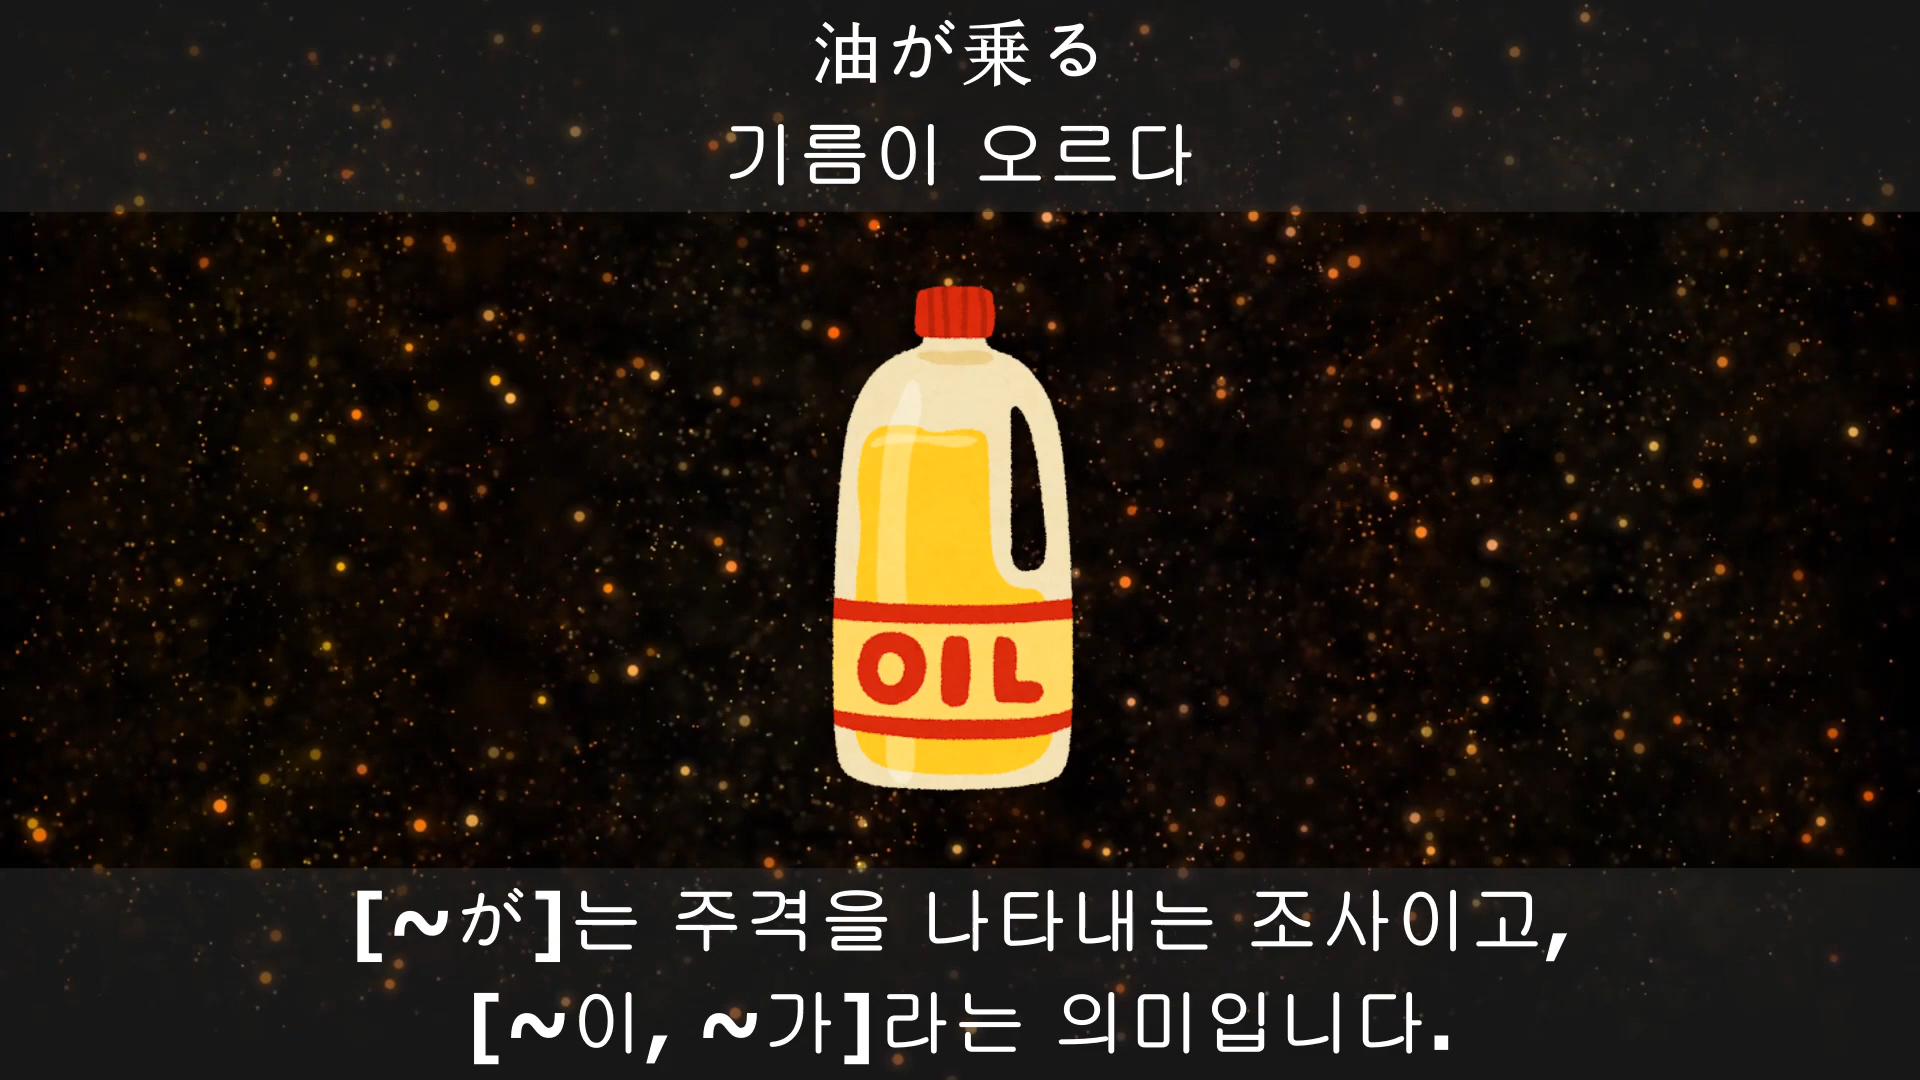 油が乗る
기름이 오르다
OIL
[~が]는 주격을 나타내는 조사이고,
[~이, ~가]라는 의미입니다.